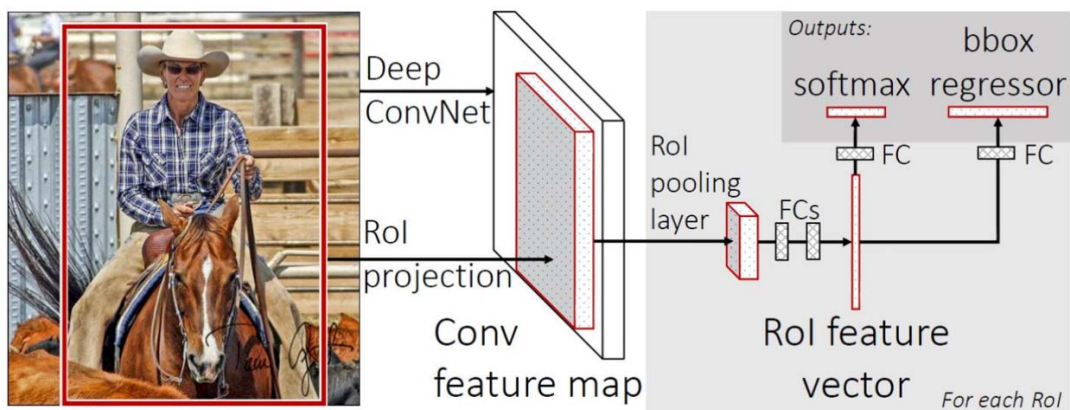 Deep
ConvNet
RoI
projection
Conv
feature map
RoI
pooling
layer
FCs
RoI feature
vector
For each RoI
Outputs:
softmax
bbox
regressor
FC
FC